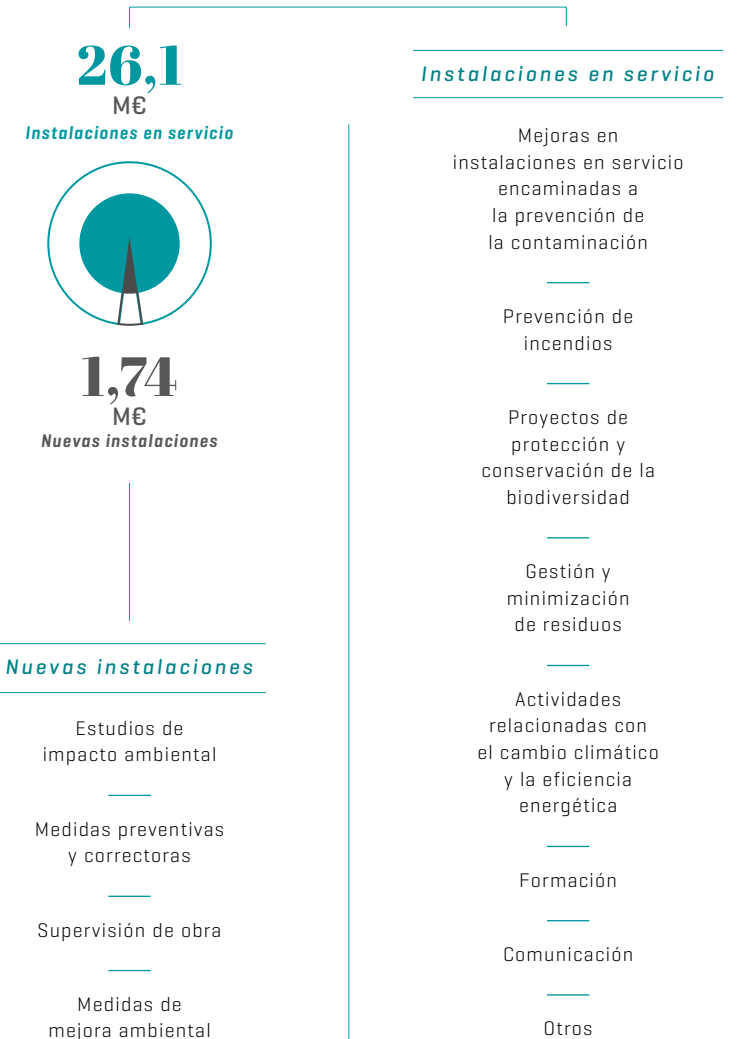 26,1
M€
Instalaciones en servicio
1,74
M€
Nuevas instalaciones
Nuevas instalaciones
Estudios de
impacto ambiental
Medidas preventivas
y correctoras
Supervisión de obra
Medidas de
mejora ambiental
Instalaciones en servicio
Mejoras en
instalaciones en servicio
encaminadas a
la prevención de
la contaminación
Prevención de
incendios
Proyectos de
protección y
conservación de la
biodiversidad
Gestión y
minimización
de residuos
Actividades
relacionadas con
el cambio climático
y la eficiencia
energética
Formación
Comunicación
Otros